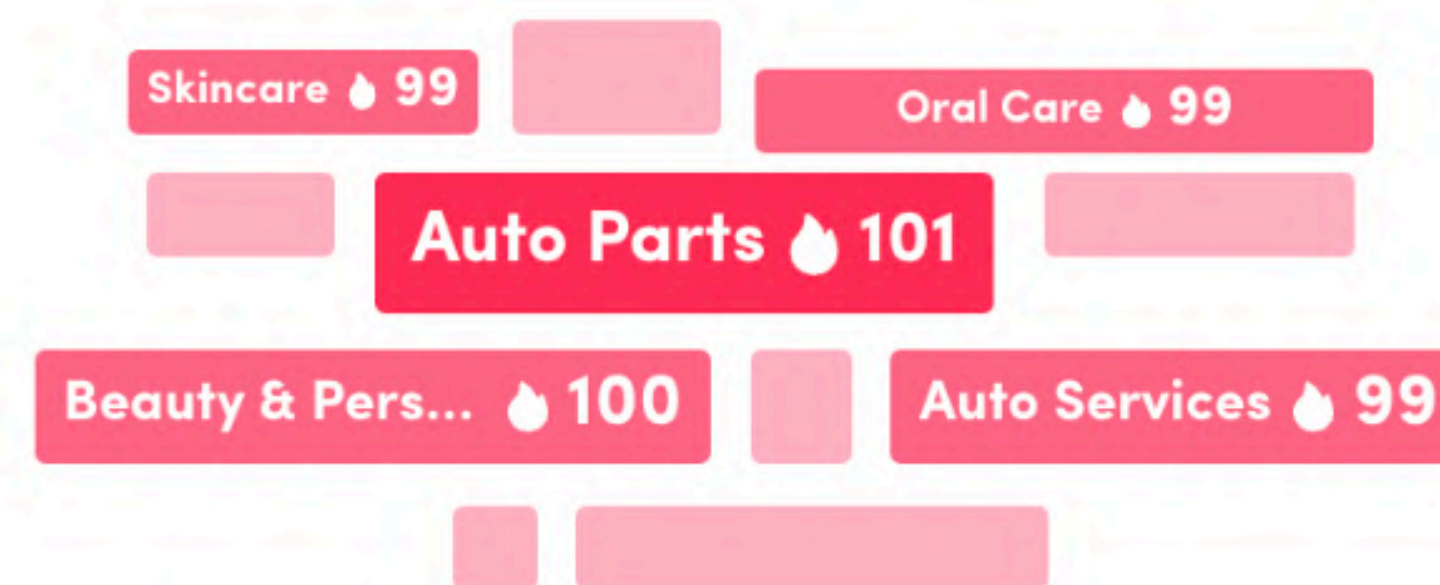 Skincare 99
Oral Care 99
Auto Parts 101
Beauty & Pers... 100
Auto Services 99